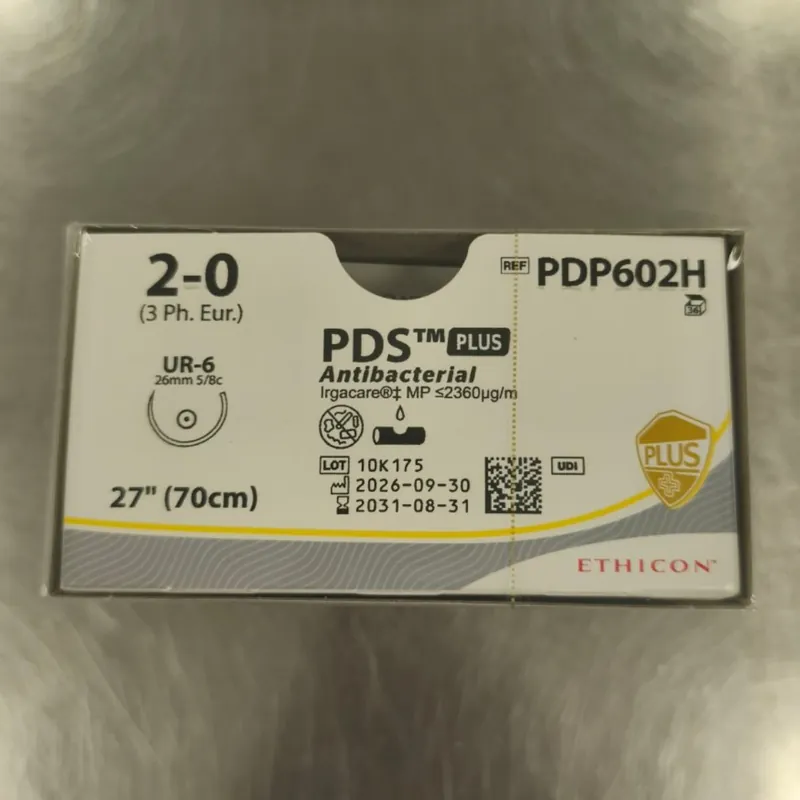 2-0
(3 Ph. Eur.)
UR-6
26mm 5/8c
27" (70cm)
REF PDP602H
36
PDS™ PLUS
Antibacterial
Irgacare®‡ MP ≤2360µg/m
LOT 10K175
2026-09-30
2031-08-31
UDI
PLUS
ETHICON™